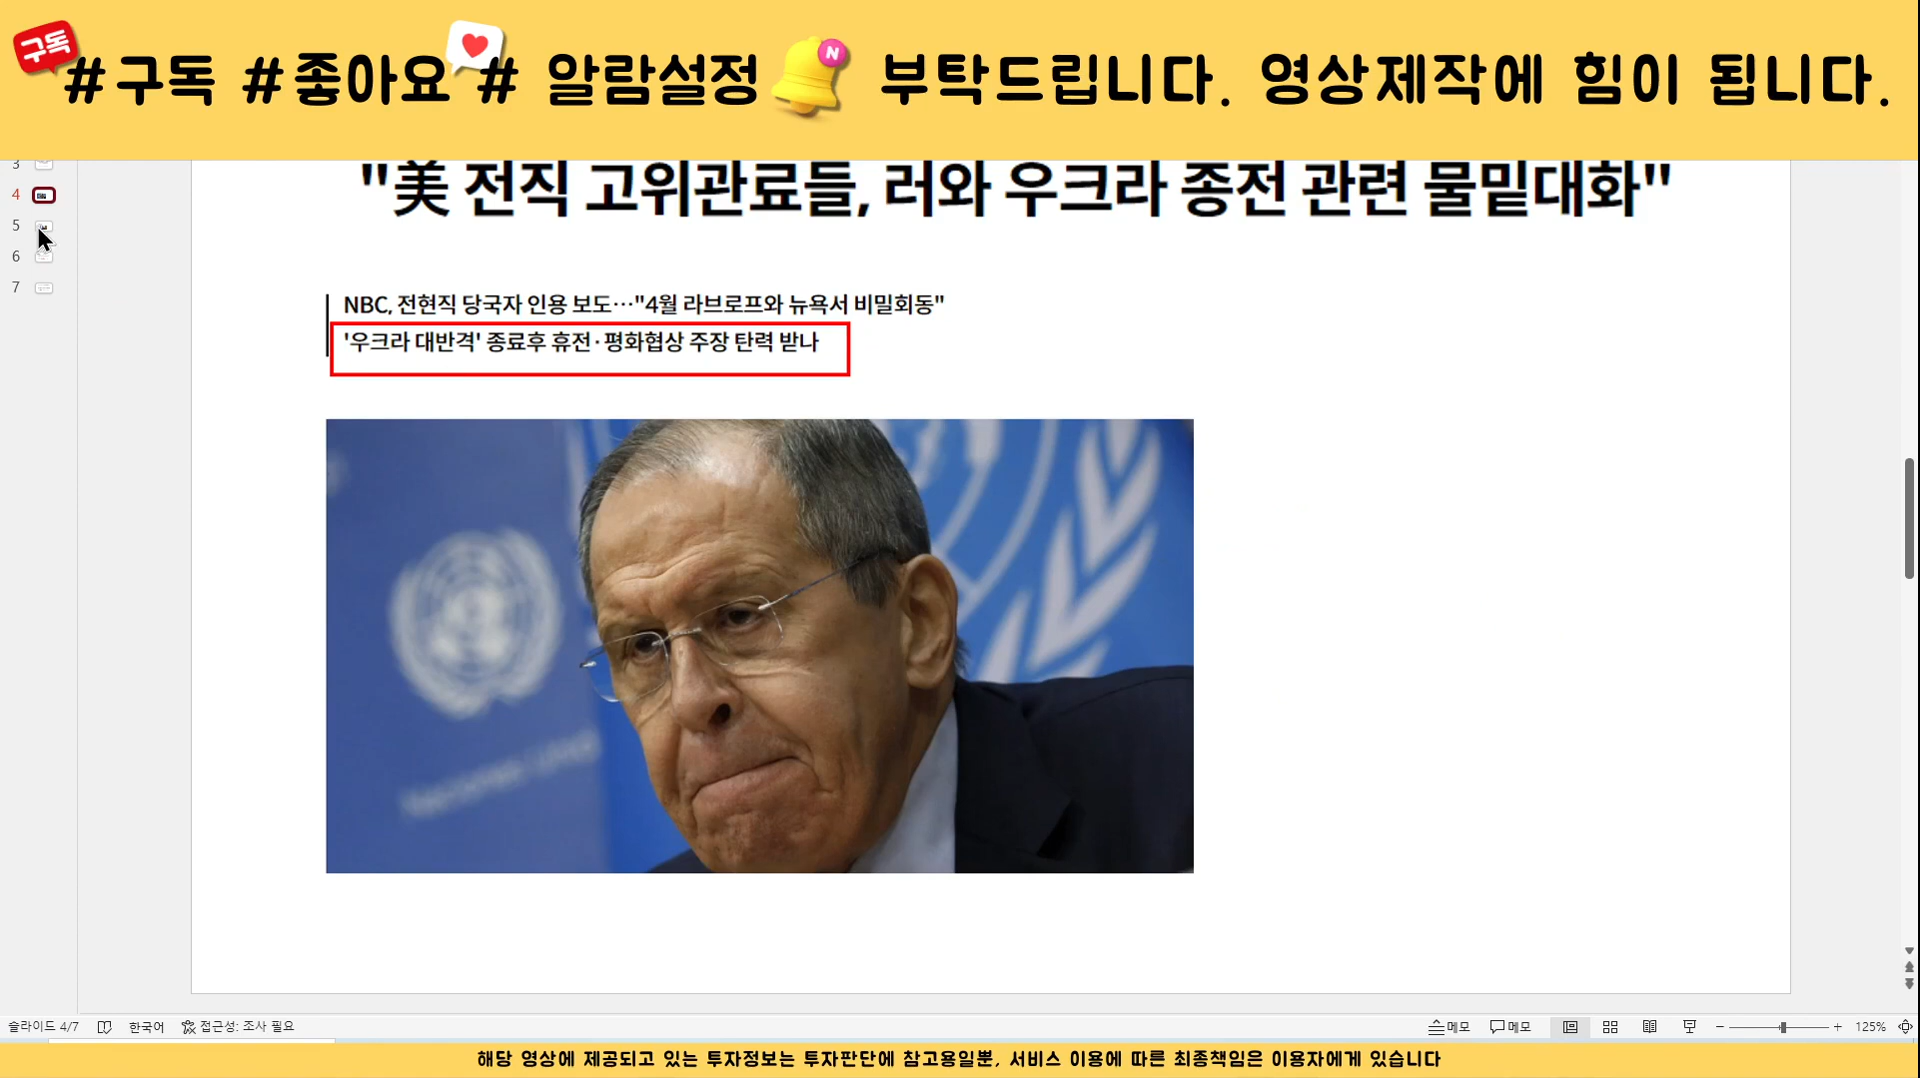 구독
#구독 #좋아요 # 알람설정 N 부탁드립니다. 영상제작에 힘이 됩니다.
3
4
5
6
7
"美 전직 고위관료들, 러와 우크라 종전 관련 물밑대화"
NBC, 전현직 당국자 인용 보도…"4월 라브로프와 뉴욕서 비밀회동"
'우크라 대반격' 종료후 휴전·평화협상 주장 탄력 받나
슬라이드 4/7 한국어 접근성: 조사 필요 메모 메모 125%
해당 영상에 제공되고 있는 투자정보는 투자판단에 참고용일뿐, 서비스 이용에 따른 최종책임은 이용자에게 있습니다